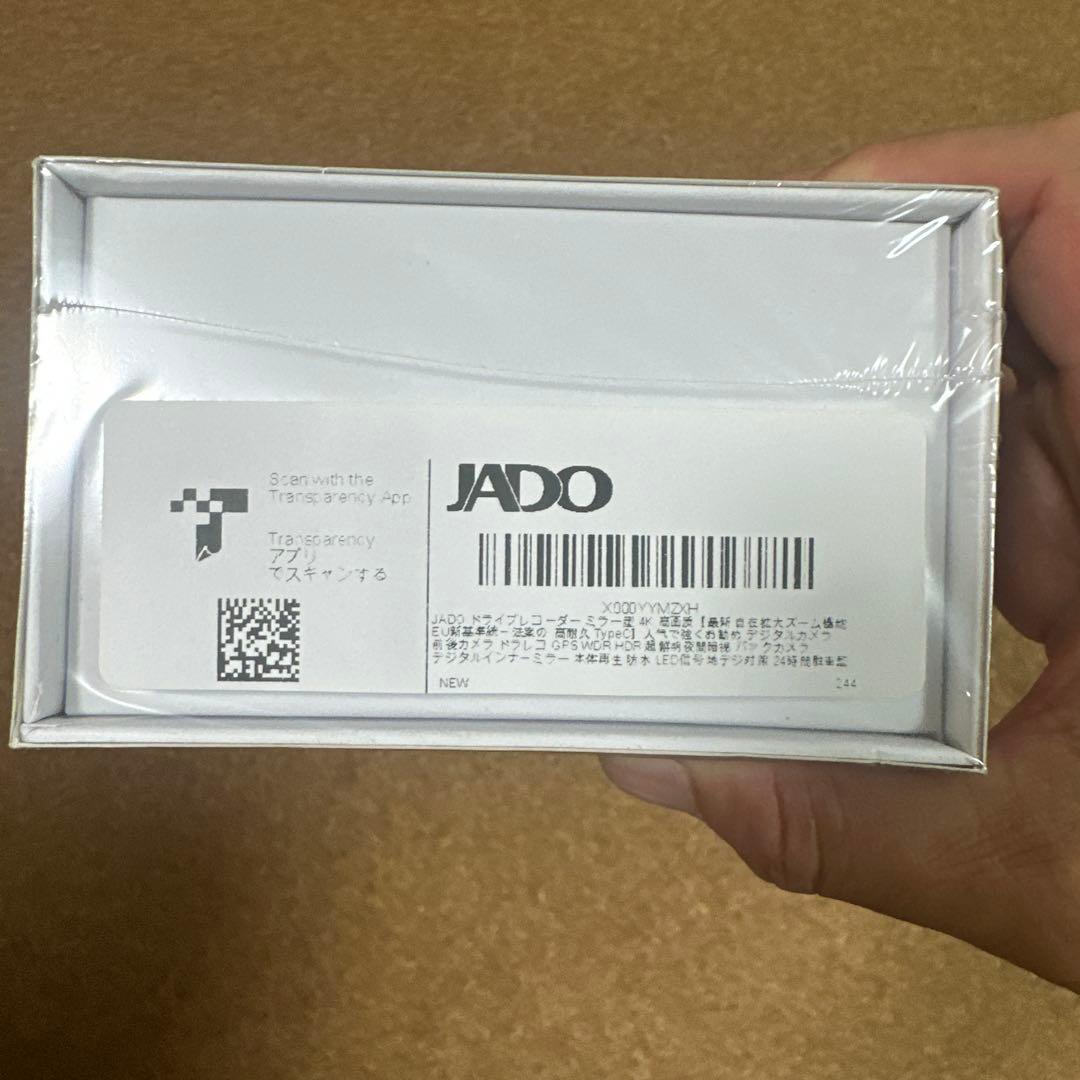 Scan with the
Transparency App
Transparency
アプリ
でスキャンする
JADO
X000YYMZXH
JADO ドライブレコーダー ミラー型 4K 高画質【最新 自在拡大ズーム機能
EU新基準統一法案の 高耐久 TypeC】人気で強くお勧め デジタルカメラ
前後カメラ ドラレコ GPS WDR HDR 超鮮明夜間暗視 バックカメラ
デジタルインナーミラー 本体再生 防水 LED信号 地デジ対策 24時間駐車監
NEW
244